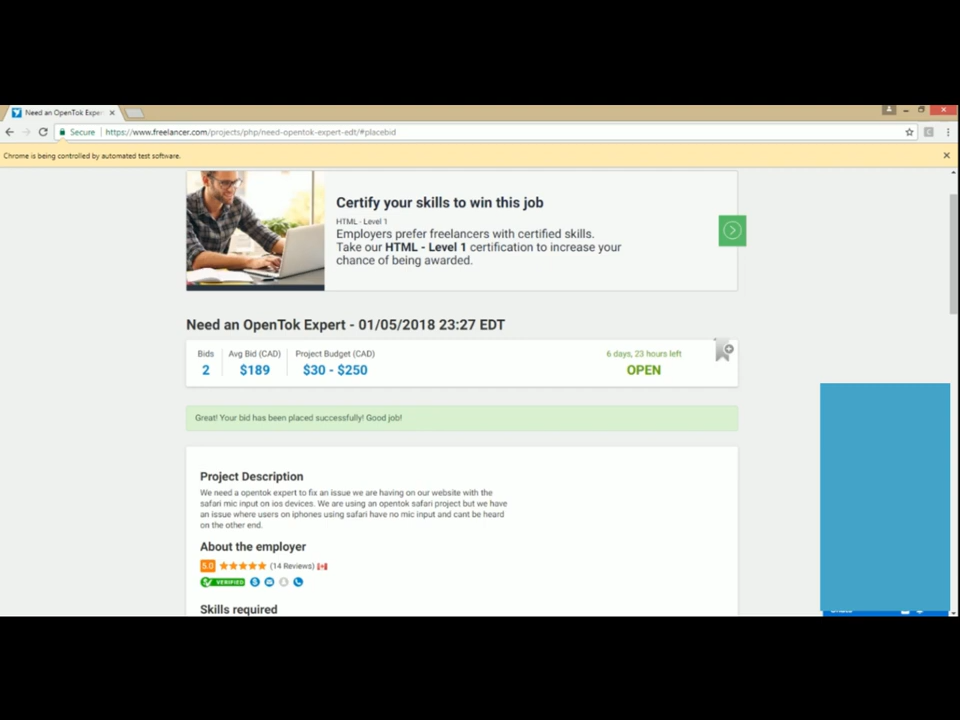 Need an OpenTok Exper
Secure https://www.freelancer.com/projects/php/need-opentok-expert-edt/#placebid
Chrome is being controlled by automated test software.
Certify your skills to win this job
HTML - Level 1
Employers prefer freelancers with certified skills.
Take our HTML - Level 1 certification to increase your
chance of being awarded.
Need an OpenTok Expert - 01/05/2018 23:27 EDT
Bids Avg Bid (CAD) Project Budget (CAD) 6 days, 23 hours left
2 $189 $30 - $250 OPEN
Great! Your bid has been placed successfully! Good job!
Project Description
We need a opentok expert to fix an issue we are having on our website with the
safari mic input on ios devices. We are using an opentok safari project but we have
an issue where users on iphones using safari have no mic input and cant be heard
on the other end.
About the employer
5.0 (14 Reviews)
VERIFIED
Skills required